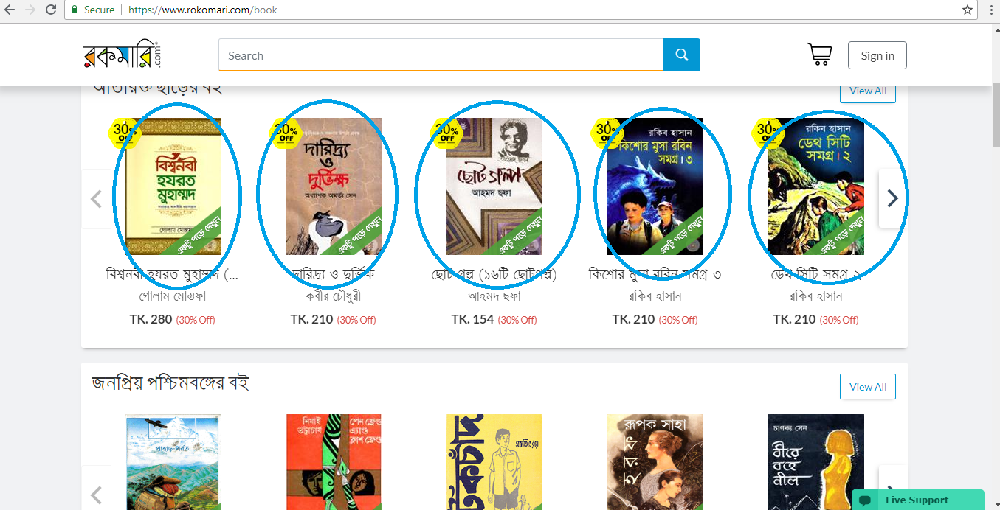 Secure
https://www.rokomari.com/book
রকমারি.com
Search
Sign in
অতিরিক্ত ছাড়ের বই
View All
30% OFF
বিশ্বনবী
হযরত
মুহাম্মদ
গোলাম মোস্তফা
একটু পড়ে দেখুন
30% OFF
দারিদ্র্য
ও
দুর্ভিক্ষ
অধ্যাপক অমর্ত্য সেন
একটু পড়ে দেখুন
30% OFF
ছোট গল্প
আহমদ ছফা
একটু পড়ে দেখুন
30% OFF
রকিব হাসান
কিশোর মুসা রবিন
সমগ্র। ৩
একটু পড়ে দেখুন
30% OFF
রকিব হাসান
ডেথ সিটি
সমগ্র। ২
একটু পড়ে দেখুন
বিশ্বনবী হযরত মুহাম্মদ (...
গোলাম মোস্তফা
TK. 280 (30% Off)
দারিদ্র্য ও দুর্ভিক্ষ
কবীর চৌধুরী
TK. 210 (30% Off)
ছোট গল্প (১৬টি ছোটগল্প)
আহমদ ছফা
TK. 154 (30% Off)
কিশোর মুসা রবিন সমগ্র-৩
রকিব হাসান
TK. 210 (30% Off)
ডেথ সিটি সমগ্র-২
রকিব হাসান
TK. 210 (30% Off)
জনপ্রিয় পশ্চিমবঙ্গের বই
View All
পাহাড়-পর্বত
নিমাই
ভট্টাচার্য
পেন ফ্রেণ্ড
এ্যাণ্ড
ক্লাশ ফ্রেণ্ড
সত্যজিৎ রায়
রূপক সাহা
চাণক্য সেন
ধীরে
বহে
নীল
Live Support